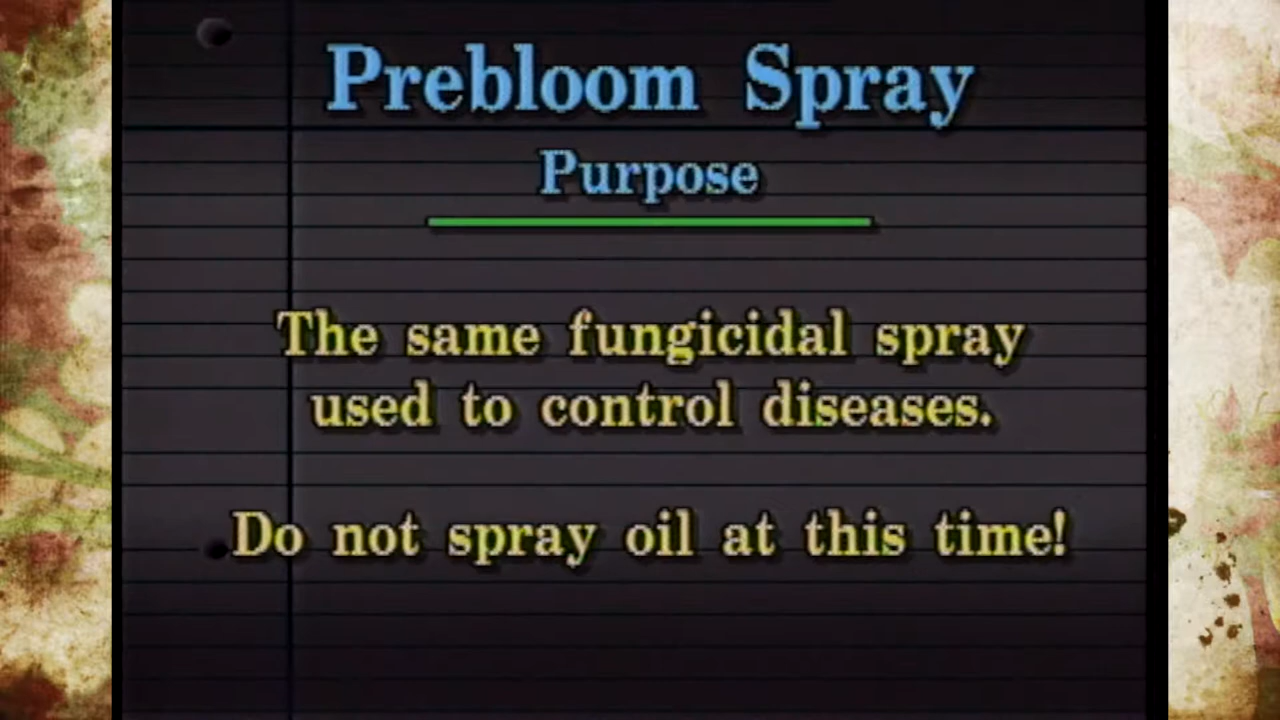 Prebloom Spray
Purpose
The same fungicidal spray
used to control diseases.
Do not spray oil at this time!